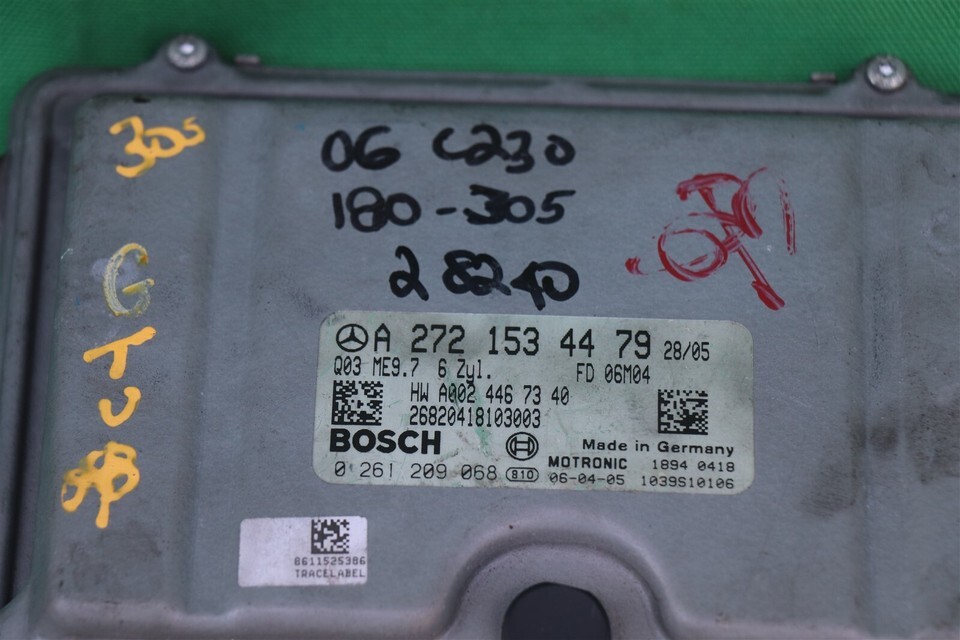 305
G
T
U
06 C230
180-305
28240
A 272 153 44 79 28/05
Q03 ME9.7 6 Zyl. FD 06M04
HW A002 446 73 40
26820418103003
BOSCH
Made in Germany
0 261 209 068 810 MOTRONIC 1894 0418
06-04-05 1039S10106
8611525386
TRACELABEL